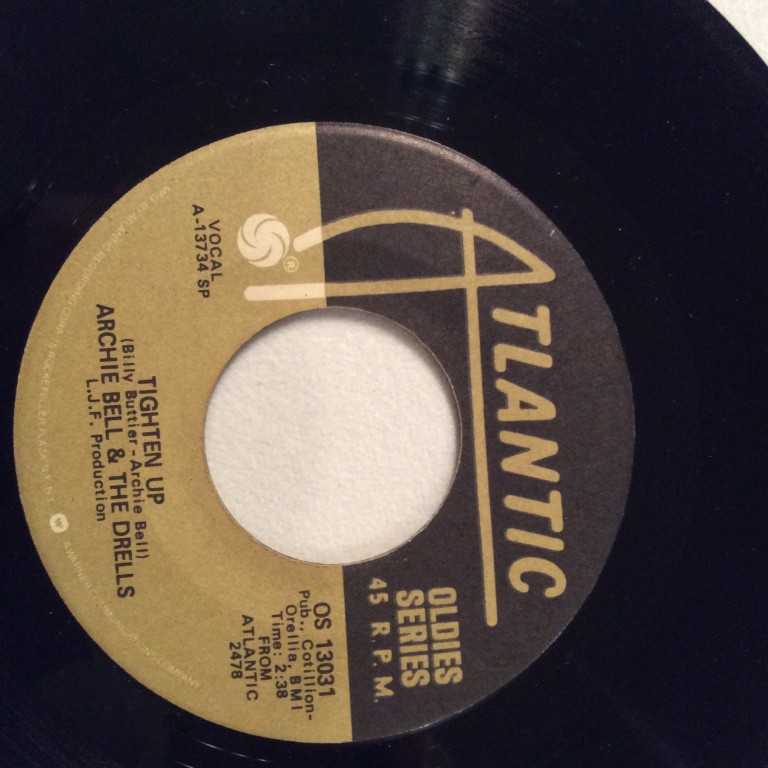 ATLANTIC
OLDIES
SERIES
45 R.P.M.
®
VOCAL
A-13734 SP
OS 13031
Pub., Cotillion-
Orellia, BMI
Time: 2:38
FROM
ATLANTIC
2478
TIGHTEN UP
(Billy Buttier-Archie Bell)
ARCHIE BELL & THE DRELLS
L.J.F. Production